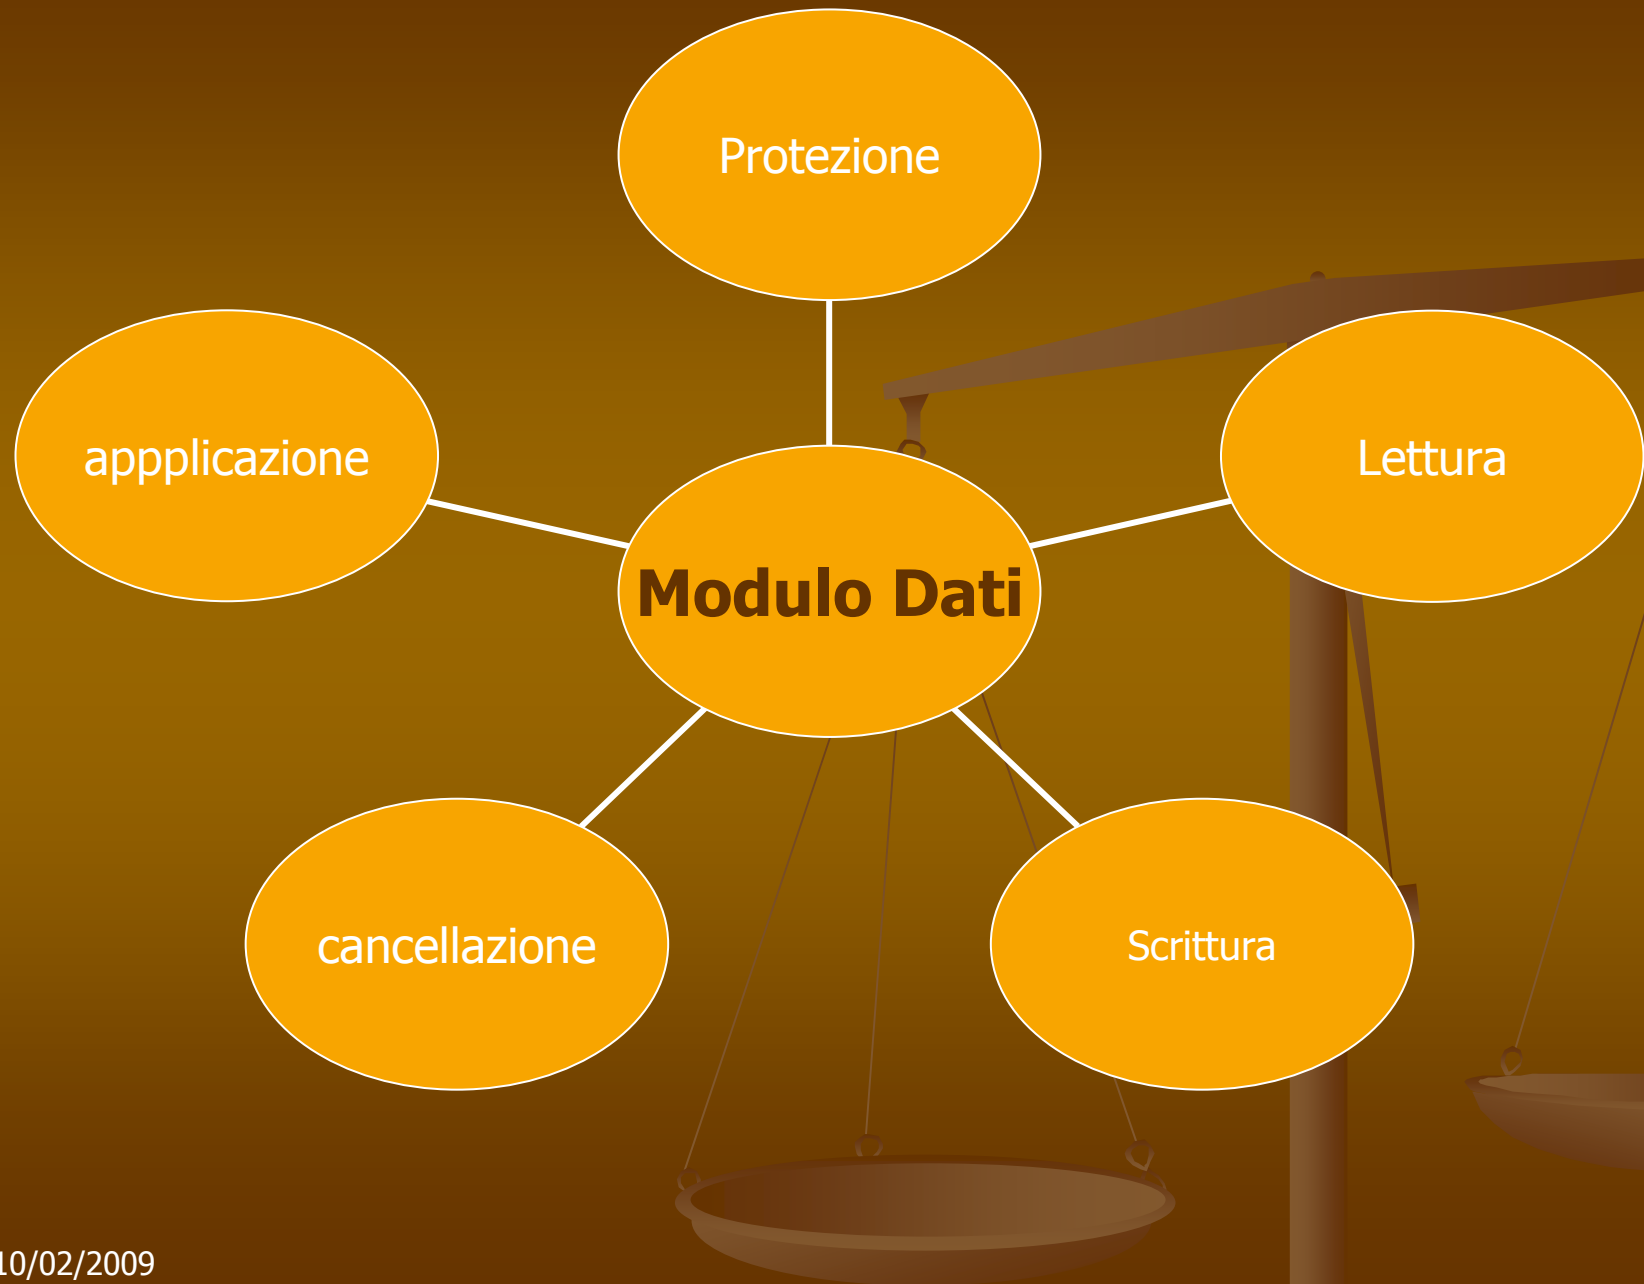 Protezione
appplicazione
Lettura
Modulo Dati
cancellazione
Scrittura
10/02/2009